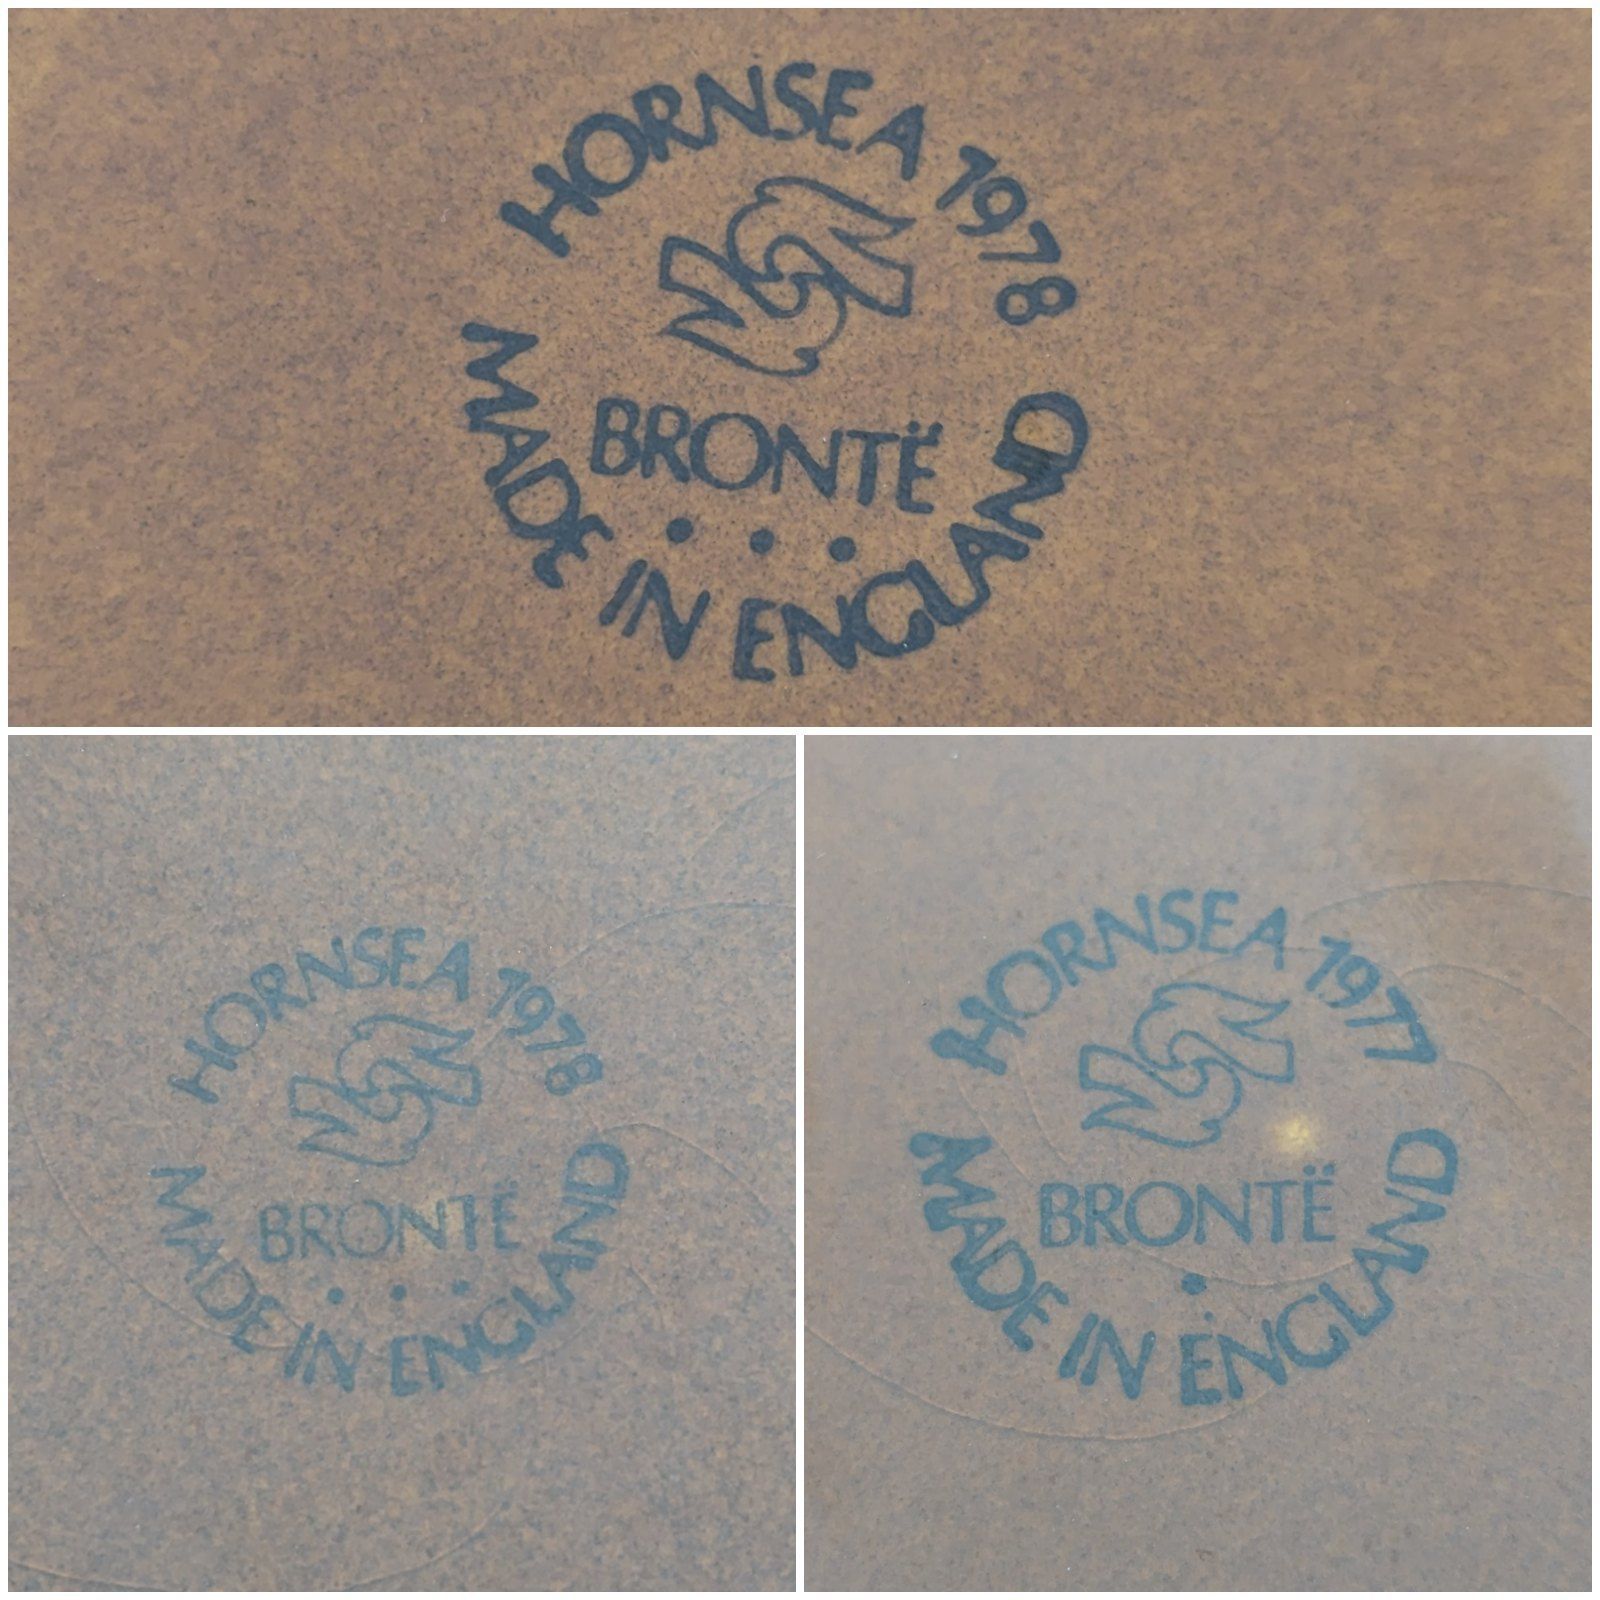 HORNSEA 1978
BRONTË
MADE IN ENGLAND
HORNSEA 1978
BRONTË
MADE IN ENGLAND
HORNSEA 1977
BRONTË
MADE IN ENGLAND